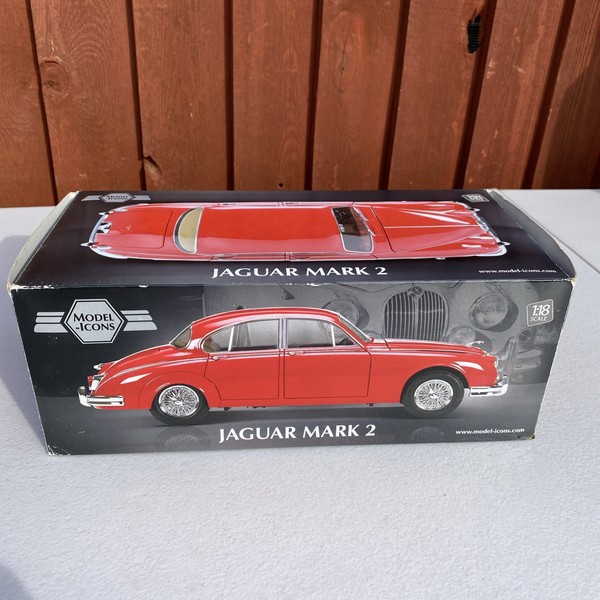 JAGUAR MARK 2
www.model-icons.com
MODEL
-ICONS
1:18
SCALE
JAGUAR MARK 2
www.model-icons.com